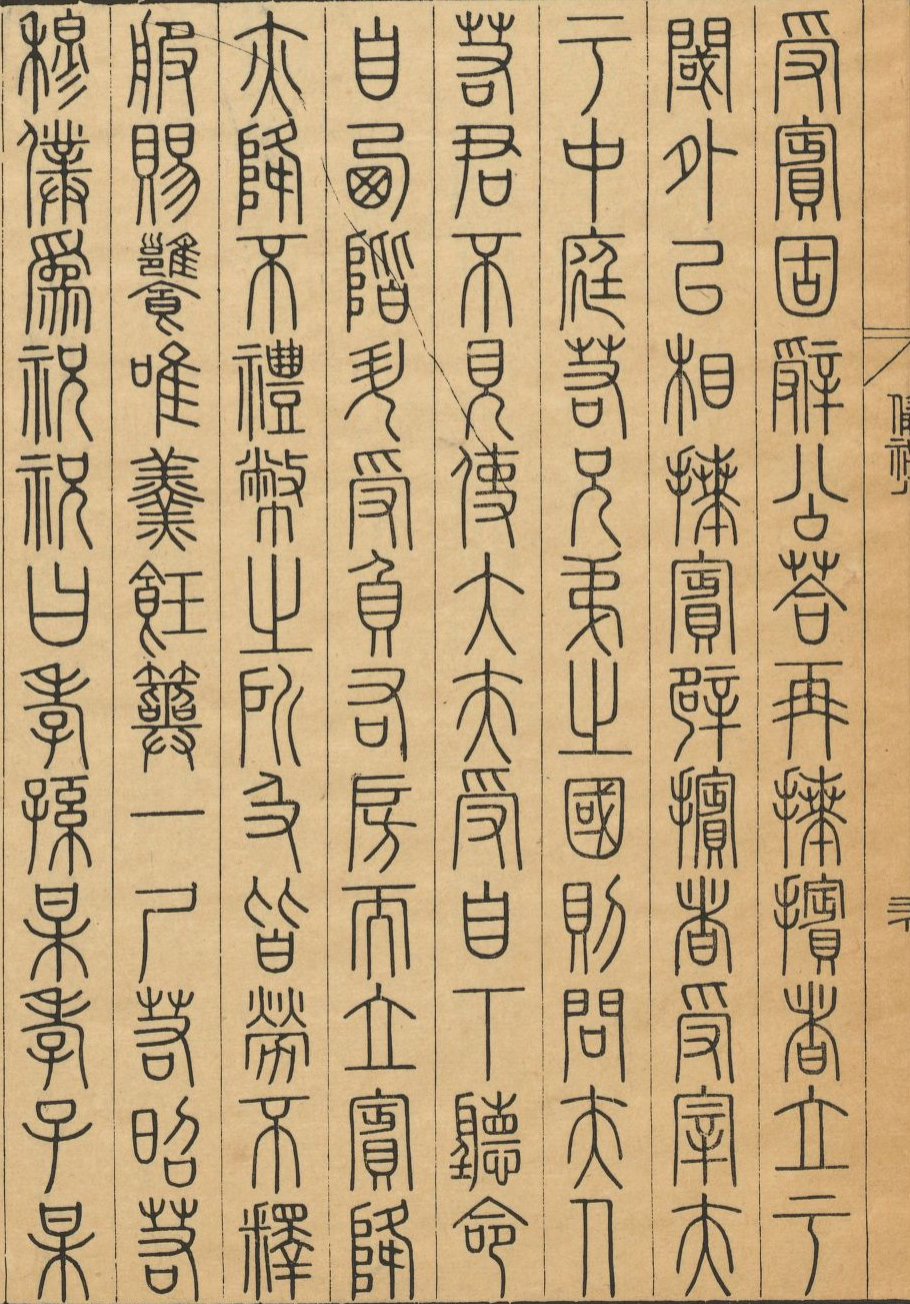 受賓固辭公荅再拜擯者立于
閾外以相拜賓辟擯者受宰夫
于中庭若兄弟之國則問夫人
若君不見使大夫受自下聽命
自西階升受負右房而立賓降
亦降不禮幣之所及皆勞不釋
服賜饔唯羹飪筮一尸若昭若
穆僕為祝祝曰孝孫某孝子某